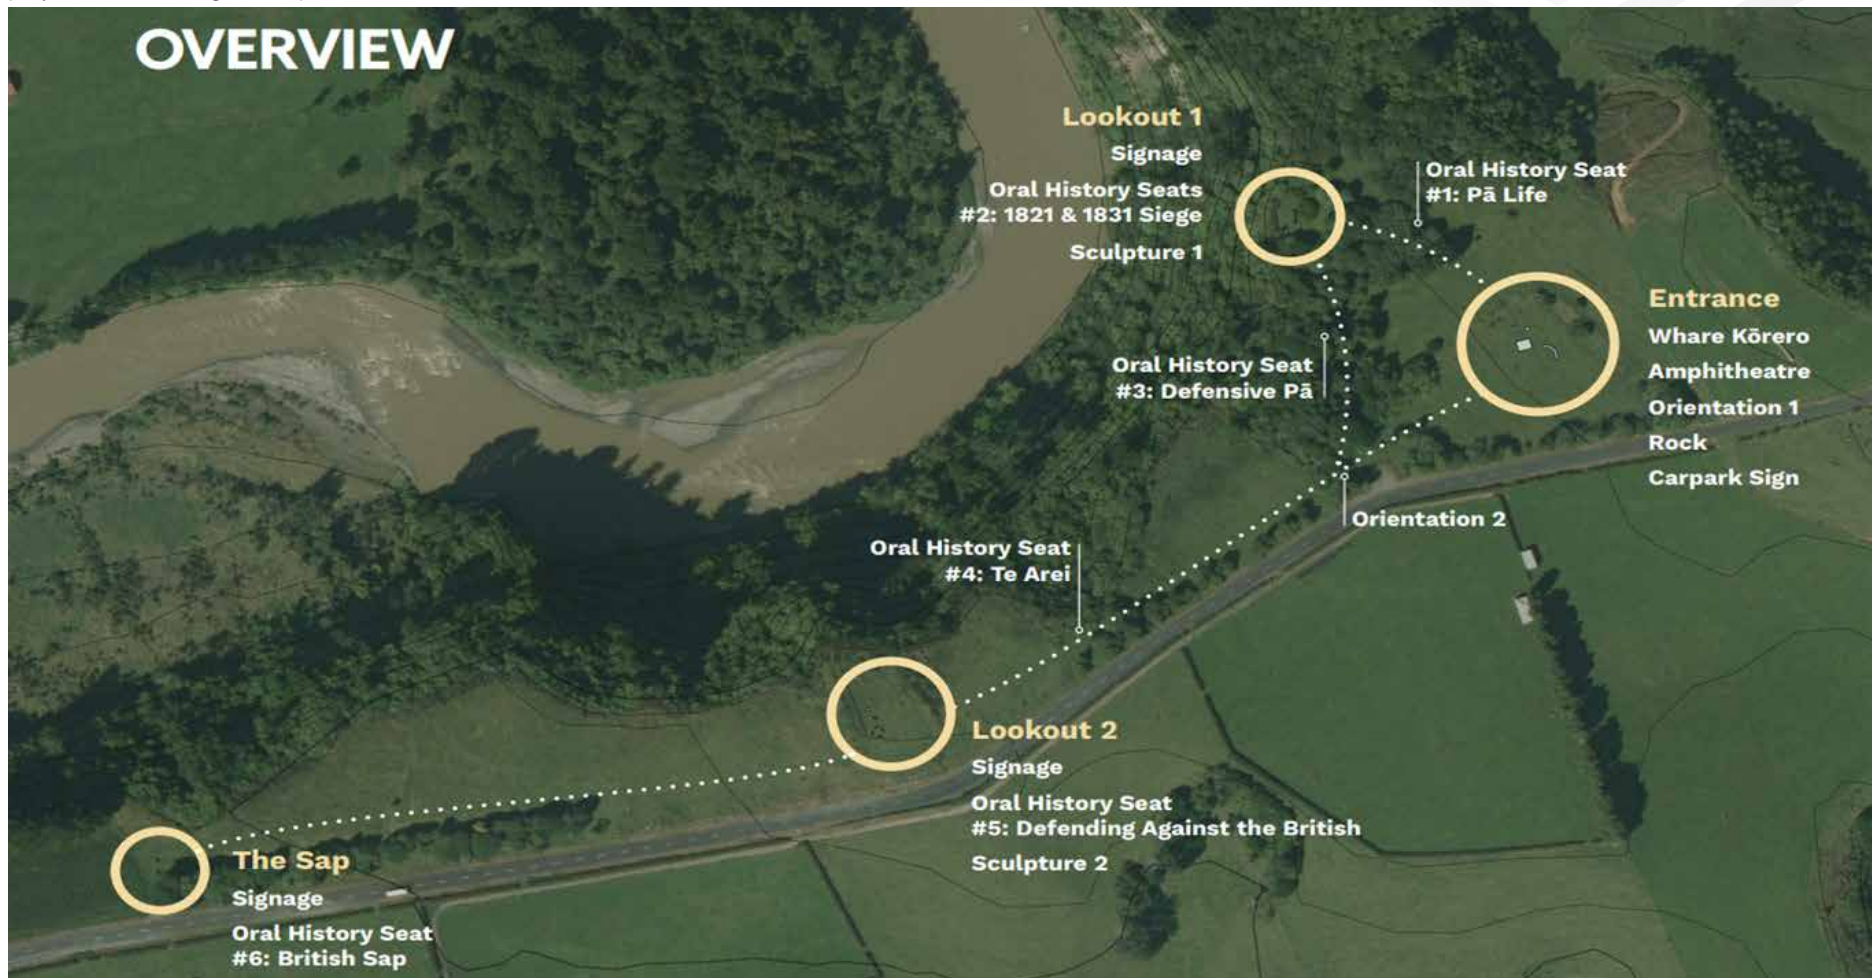 OVERVIEW
Lookout 1
Signage
Oral History Seats
#2: 1821 & 1831 Siege
Sculpture 1
Oral History Seat
#1: Pā Life
Entrance
Whare Kōrero
Amphitheatre
Orientation 1
Rock
Carpark Sign
Oral History Seat
#3: Defensive Pā
Orientation 2
Oral History Seat
#4: Te Arei
Lookout 2
Signage
Oral History Seat
#5: Defending Against the British
Sculpture 2
The Sap
Signage
Oral History Seat
#6: British Sap